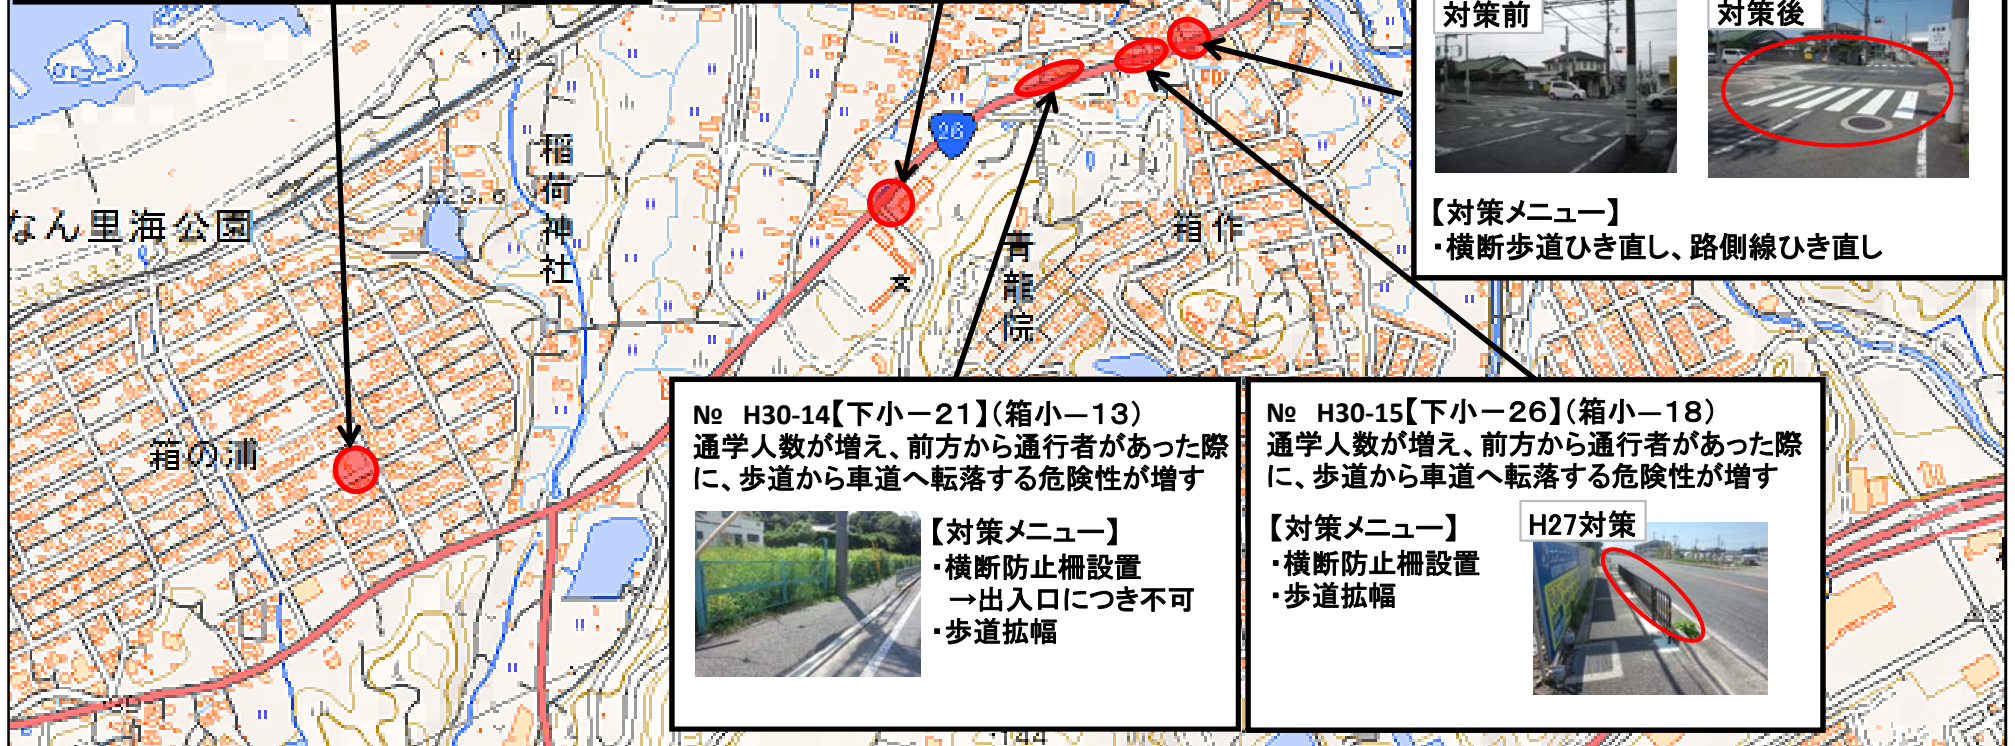 対策前
対策後
【対策メニュー】
・横断歩道ひき直し、路側線ひき直し
26
稲荷神社
なん里海公園
箱作
青龍院
箱の浦
№ H30-14【下小－21】（箱小―13）
通学人数が増え、前方から通行者があった際
に、歩道から車道へ転落する危険性が増す
【対策メニュー】
・横断防止柵設置
→出入口につき不可
・歩道拡幅
№ H30-15【下小－26】（箱小―18）
通学人数が増え、前方から通行者があった際
に、歩道から車道へ転落する危険性が増す
【対策メニュー】
・横断防止柵設置
・歩道拡幅
H27対策